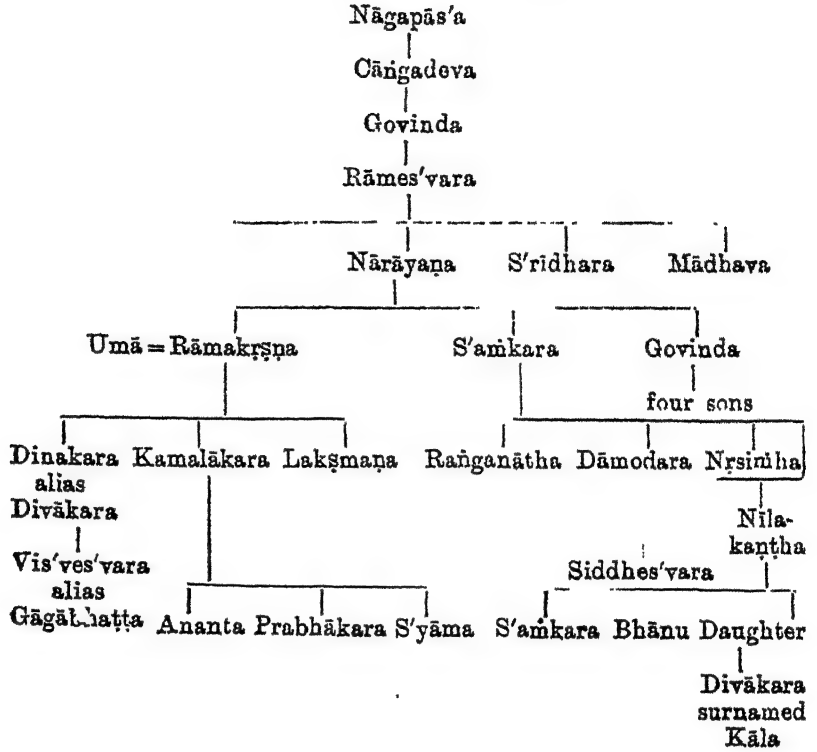 Nāgapās'a
Cāṅgadeva
Govinda
Rāmes'vara
Nārāyaṇa S'rīdhara Mādhava
Umā = Rāmakṛṣṇa S'aṁkara Govinda
four sons
Dinakara Kamalākara Lakṣmaṇa Raṅganātha Dāmodara Nṛsiṁha
alias
Divākara
Nīla-
kaṇṭha
Vis'ves'vara
alias
Gāgābhaṭṭa
Siddhes'vara
Ananta Prabhākara S'yāma S'aṁkara Bhānu Daughter
Divākara
surnamed
Kāla